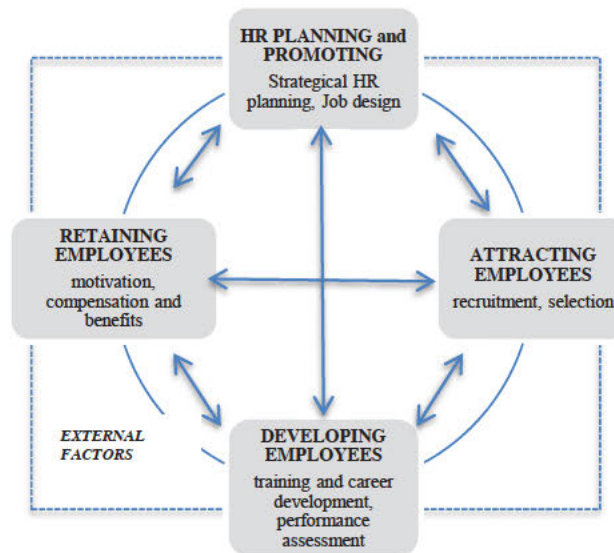 HR PLANNING and
PROMOTING
Strategical HR
planning, Job design
RETAINING
EMPLOYEES
motivation,
compensation and
benefits
ATTRACTING
EMPLOYEES
recruitment, selection
EXTERNAL
FACTORS
DEVELOPING
EMPLOYEES
training and career
development,
performance
assessment